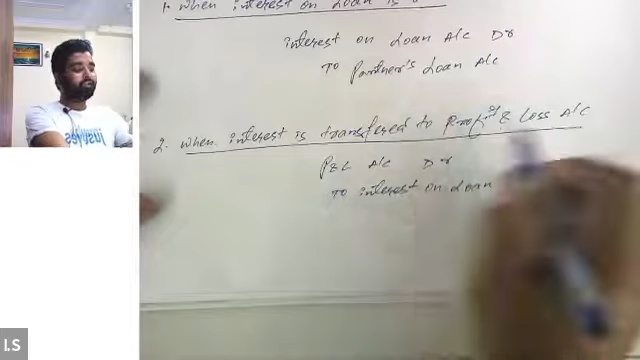 1. When interest on Loan is
interest on Loan A/c Dr
To Partner's Loan A/c
2. When interest is transfered to Profit & Loss A/c
P&L A/c Dr
To interest on Loan
I.S